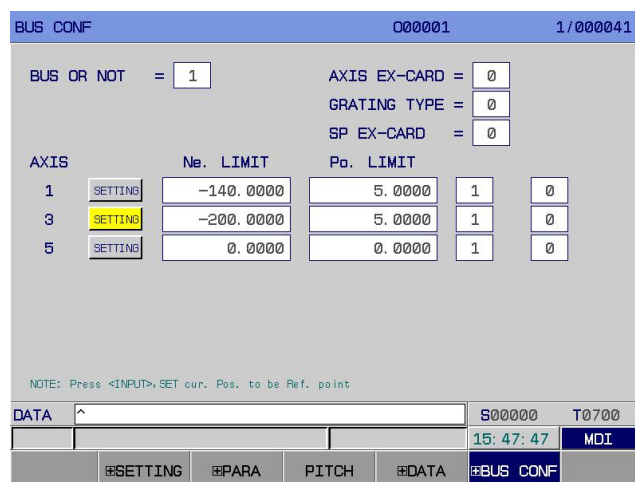 BUS CONF O00001 1/000041
BUS OR NOT = 1 AXIS EX-CARD = 0
GRATING TYPE = 0
SP EX-CARD = 0
AXIS Ne. LIMIT Po. LIMIT
1 SETTING -140.0000 5.0000 1 0
3 SETTING -200.0000 5.0000 1 0
5 SETTING 0.0000 0.0000 1 0
NOTE: Press <INPUT>,SET cur. Pos. to be Ref. point
DATA ^ S00000 T0700
15:47:47 MDI
⊞SETTING ⊞PARA PITCH ⊞DATA ⊞BUS CONF